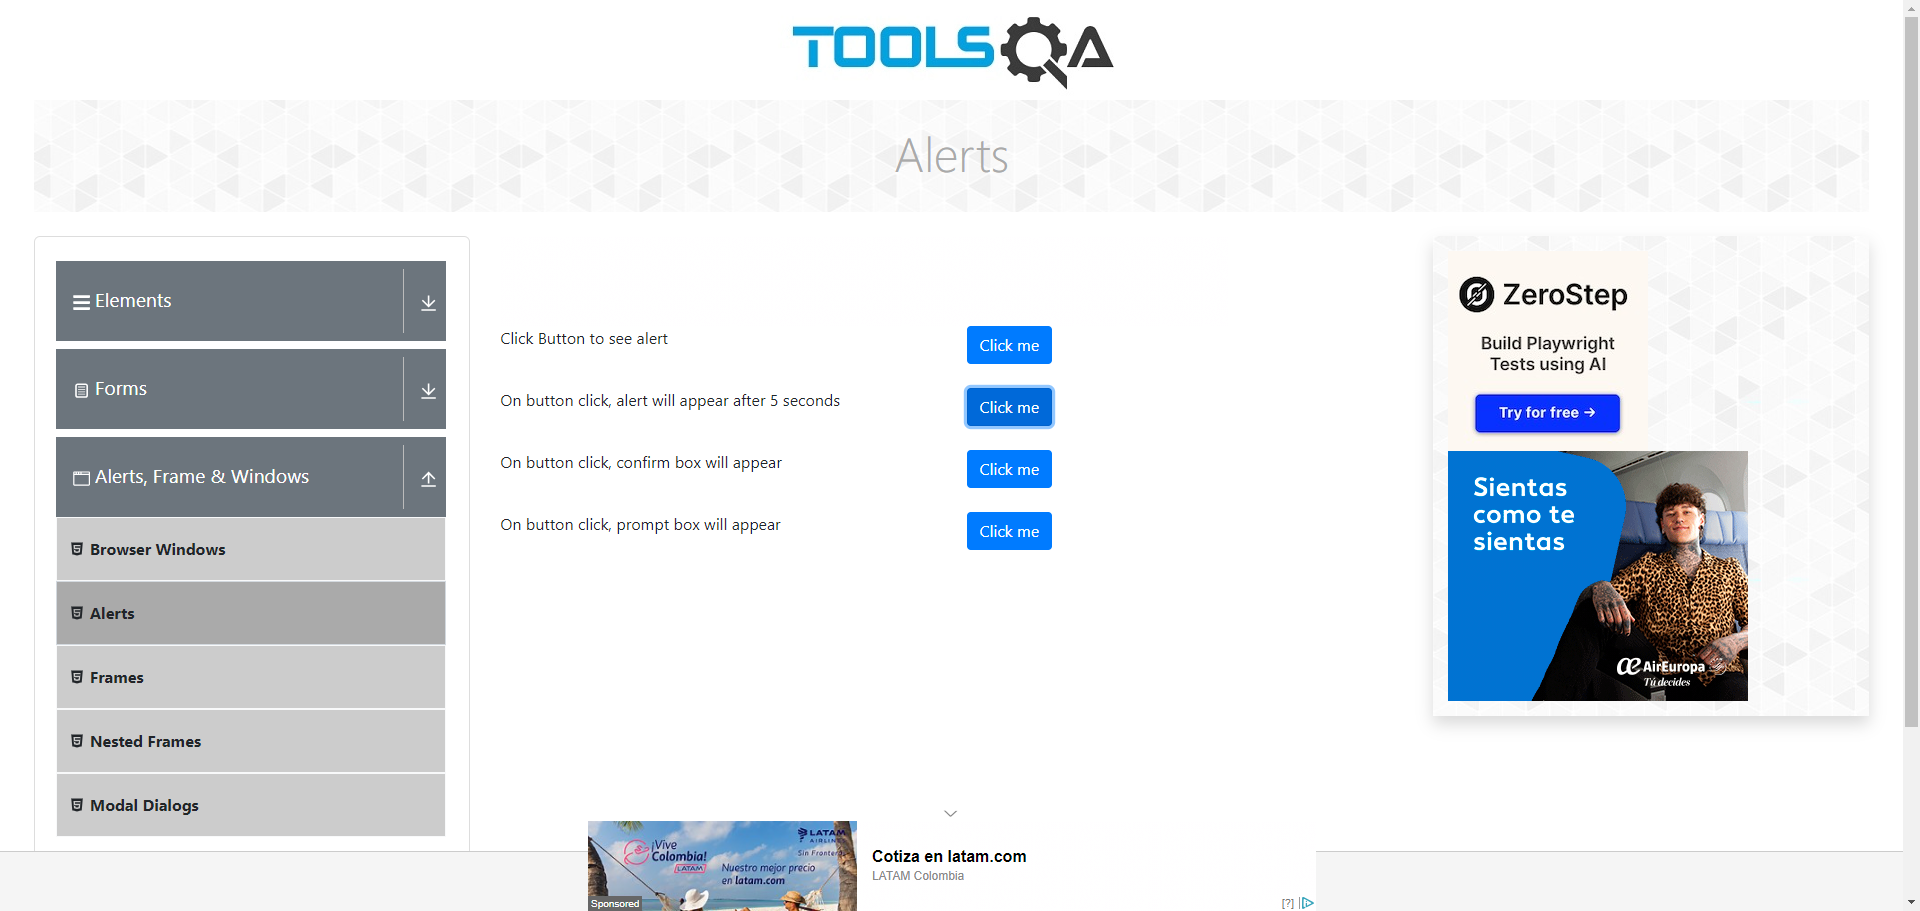 TOOLSQA
Alerts
Elements
Forms
Alerts, Frame & Windows
Browser Windows
Alerts
Frames
Nested Frames
Modal Dialogs
Click Button to see alert
Click me
On button click, alert will appear after 5 seconds
Click me
On button click, confirm box will appear
Click me
On button click, prompt box will appear
Click me
ZeroStep
Build Playwright
Tests using AI
Try for free →
Sientas
como te
sientas
AirEuropa
Tú decides
¡Vive
Colombia!
LATAM
LATAM
AIRLINES
Sin Fronteras
Nuestro mejor precio
en latam.com
Sponsored
Cotiza en latam.com
LATAM Colombia
[?]